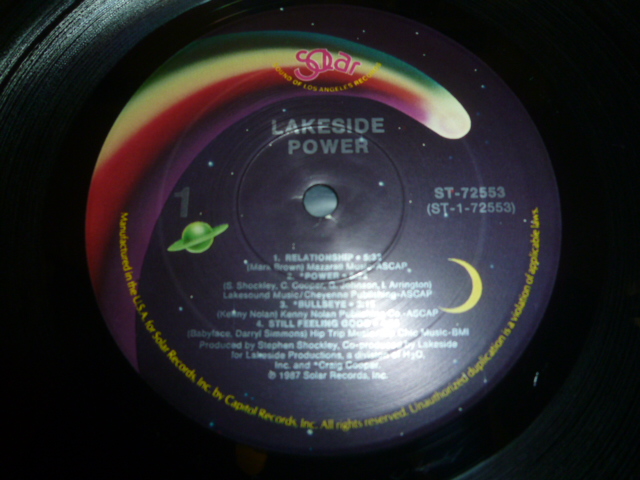 Solar
SOUND OF LOS ANGELES RECORDS
LAKESIDE
POWER
1
ST-72553
(ST-1-72553)
1. RELATIONSHIP •
(Mark Brown) Mazarati Music-ASCAP
2. *POWER •
(S. Shockley, C. Cooper, G. Johnson, I. Arrington)
Lakesound Music/Cheyenne Publishing-ASCAP
3. *BULLSEYE •
(Kenny Nolan) Kenny Nolan Publishing Co.-ASCAP
4. STILL FEELING GOOD
(Babyface, Darryl Simmons) Hip Trip Music-BMI
Produced by Stephen Shockley, Co-produced by Lakeside
for Lakeside Productions, a division of H2O,
Inc. and *Craig Cooper
℗ 1987 Solar Records, Inc.
Manufactured in the U.S.A. for Solar Records, Inc. by Capitol Records, Inc. All rights reserved. Unauthorized duplication is a violation of applicable laws.